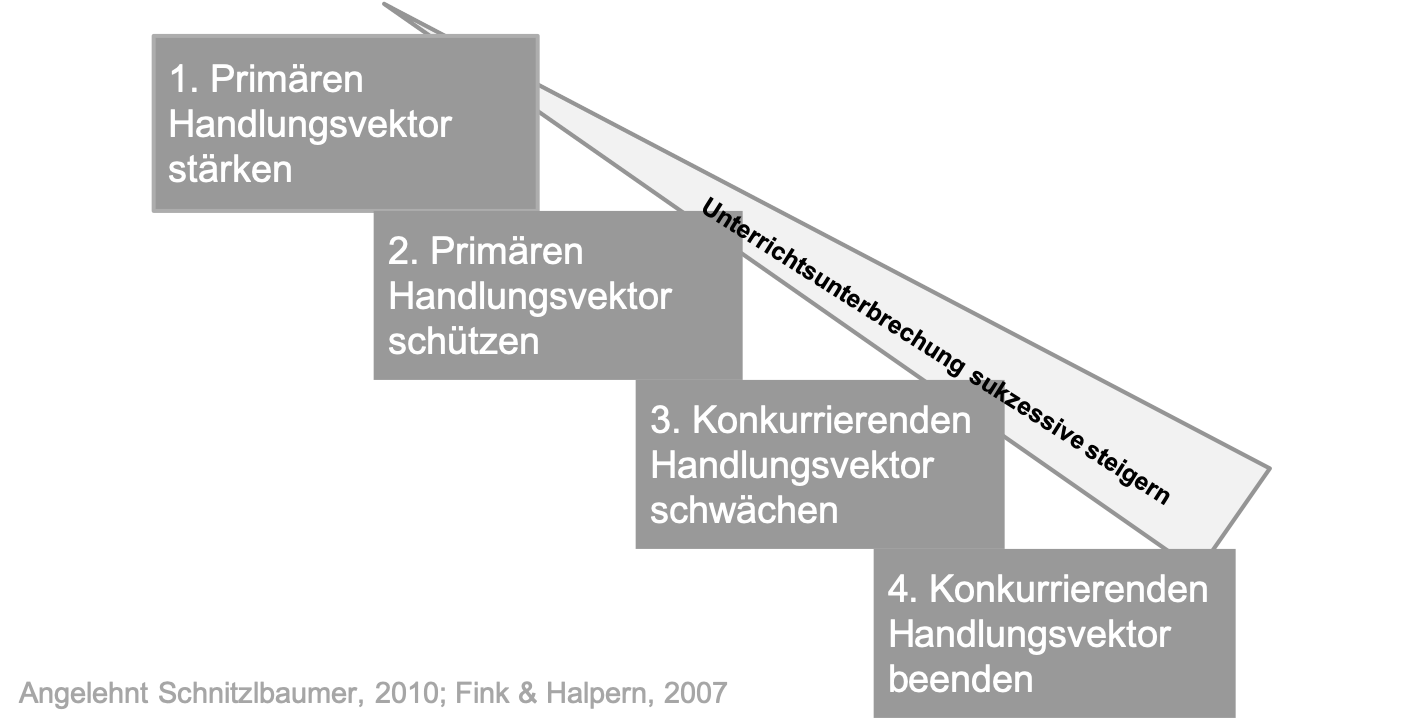 1. Primären
Handlungsvektor
stärken
2. Primären
Handlungsvektor
schützen
Unterrichtsunterbrechung sukzessive steigern
3. Konkurrierenden
Handlungsvektor
schwächen
4. Konkurrierenden
Handlungsvektor
beenden
Angelehnt Schnitzlbaumer, 2010; Fink & Halpern, 2007